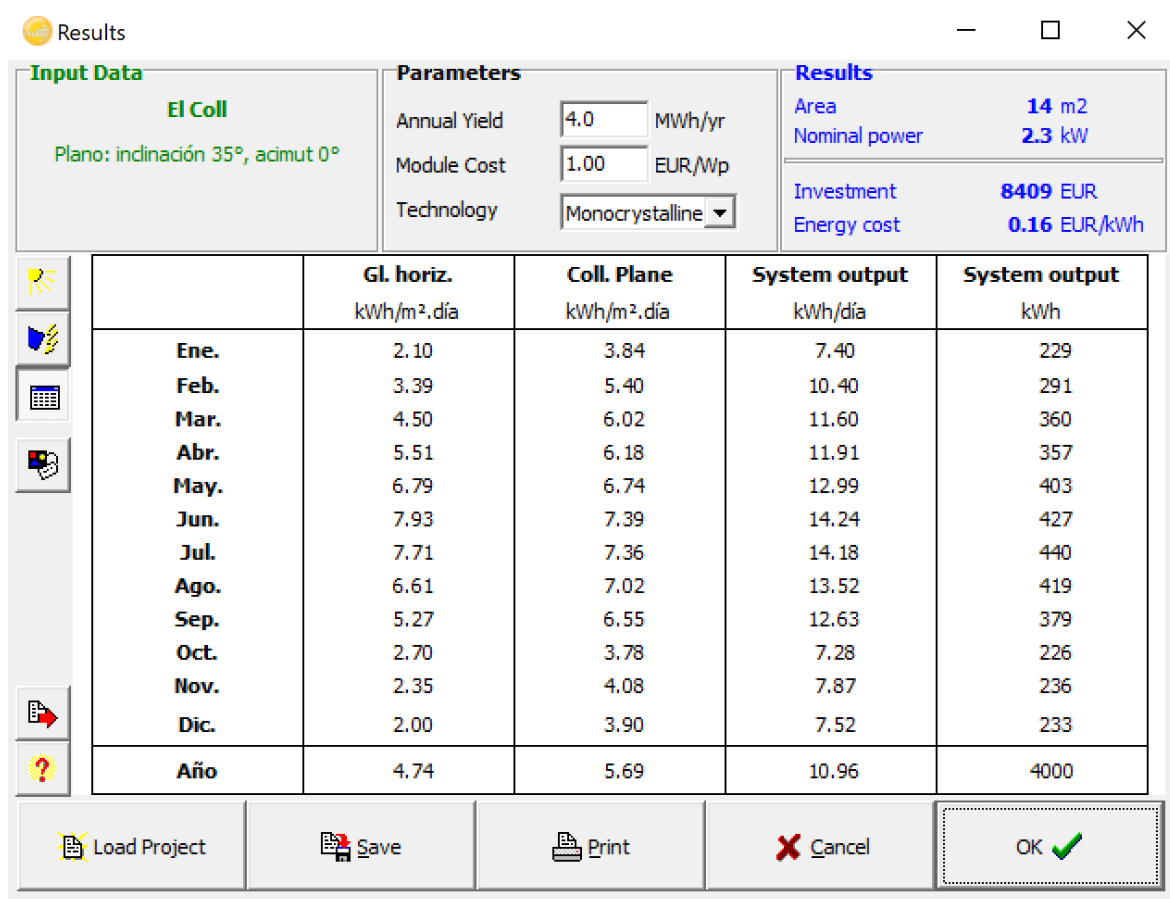 Results
Input Data
El Coll
Plano: inclinación 35º, acimut 0º
Parameters
Annual Yield 4.0 MWh/yr
Module Cost 1.00 EUR/Wp
Technology Monocrystalline
Results
Area 14 m2
Nominal power 2.3 kW
Investment 8409 EUR
Energy cost 0.16 EUR/kWh
Gl. horiz. Coll. Plane System output System output
kWh/m².día kWh/m².día kWh/día kWh
Ene. 2.10 3.84 7.40 229
Feb. 3.39 5.40 10.40 291
Mar. 4.50 6.02 11.60 360
Abr. 5.51 6.18 11.91 357
May. 6.79 6.74 12.99 403
Jun. 7.93 7.39 14.24 427
Jul. 7.71 7.36 14.18 440
Ago. 6.61 7.02 13.52 419
Sep. 5.27 6.55 12.63 379
Oct. 2.70 3.78 7.28 226
Nov. 2.35 4.08 7.87 236
Dic. 2.00 3.90 7.52 233
Año 4.74 5.69 10.96 4000
Load Project Save Print Cancel OK